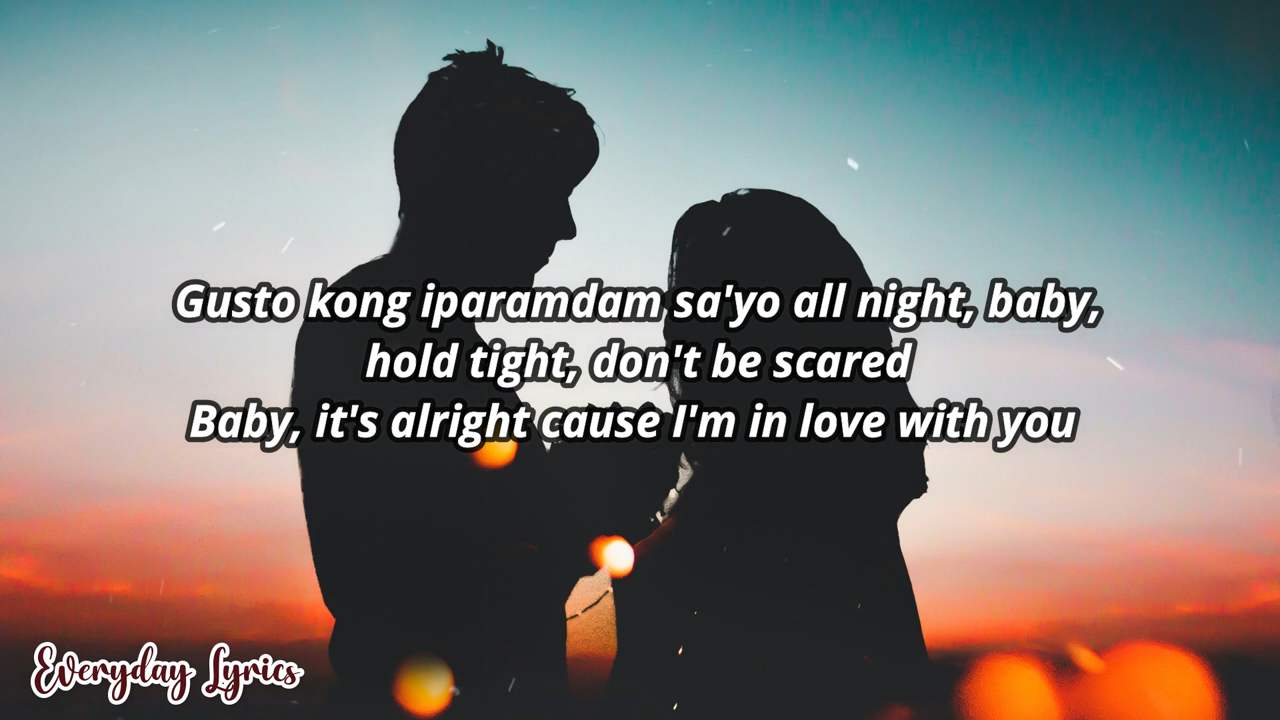 Gusto kong iparamdam sa'yo all night, baby,
hold tight, don't be scared
Baby, it's alright cause I'm in love with you
Everyday Lyrics